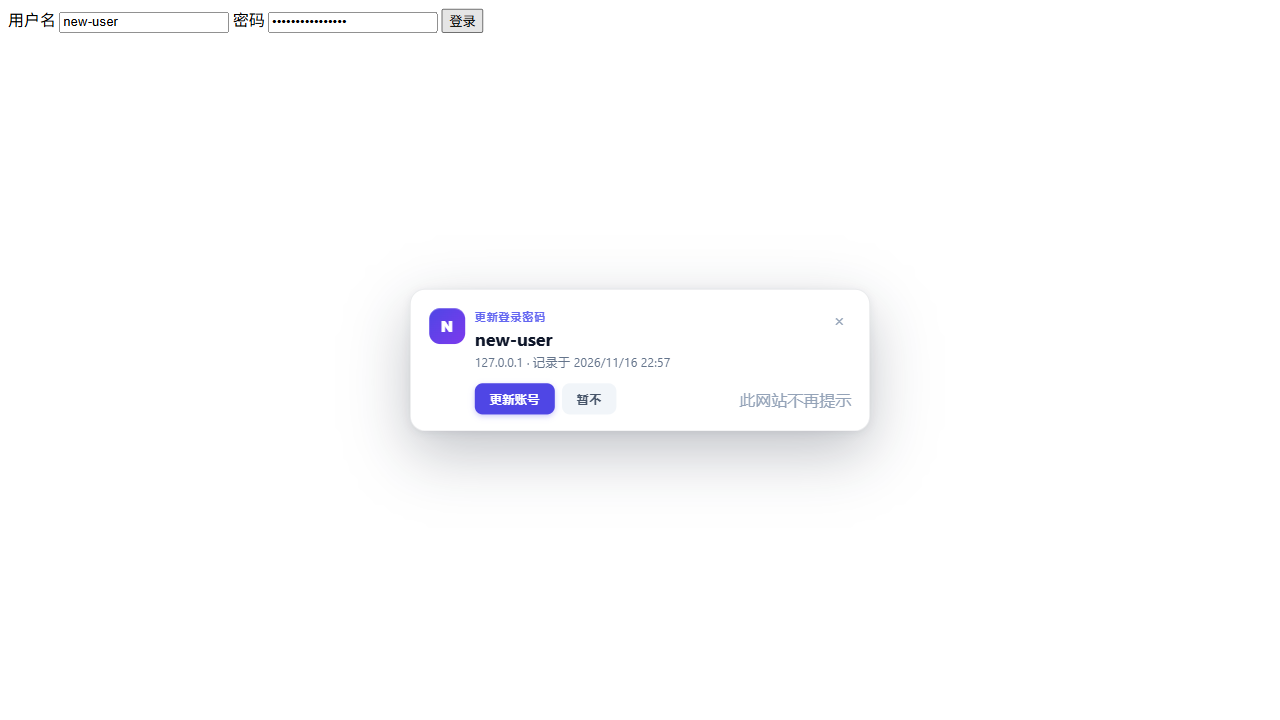 用户名 new-user 密码 •••••••••••••••• 登录
N 更新登录密码 ×
new-user
127.0.0.1 · 记录于 2026/11/16 22:57
更新账号 暂不 此网站不再提示